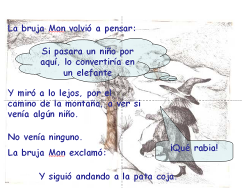 La bruja Mon volvió a pensar:
Si pasara un niño por
aquí, lo convertiría en
un elefante
Y miró a lo lejos, por el
camino de la montaña, a ver si
venía algún niño.
No venía ninguno.
La bruja Mon exclamó:
¡Qué rabia!
Y siguió andando a la pata coja.